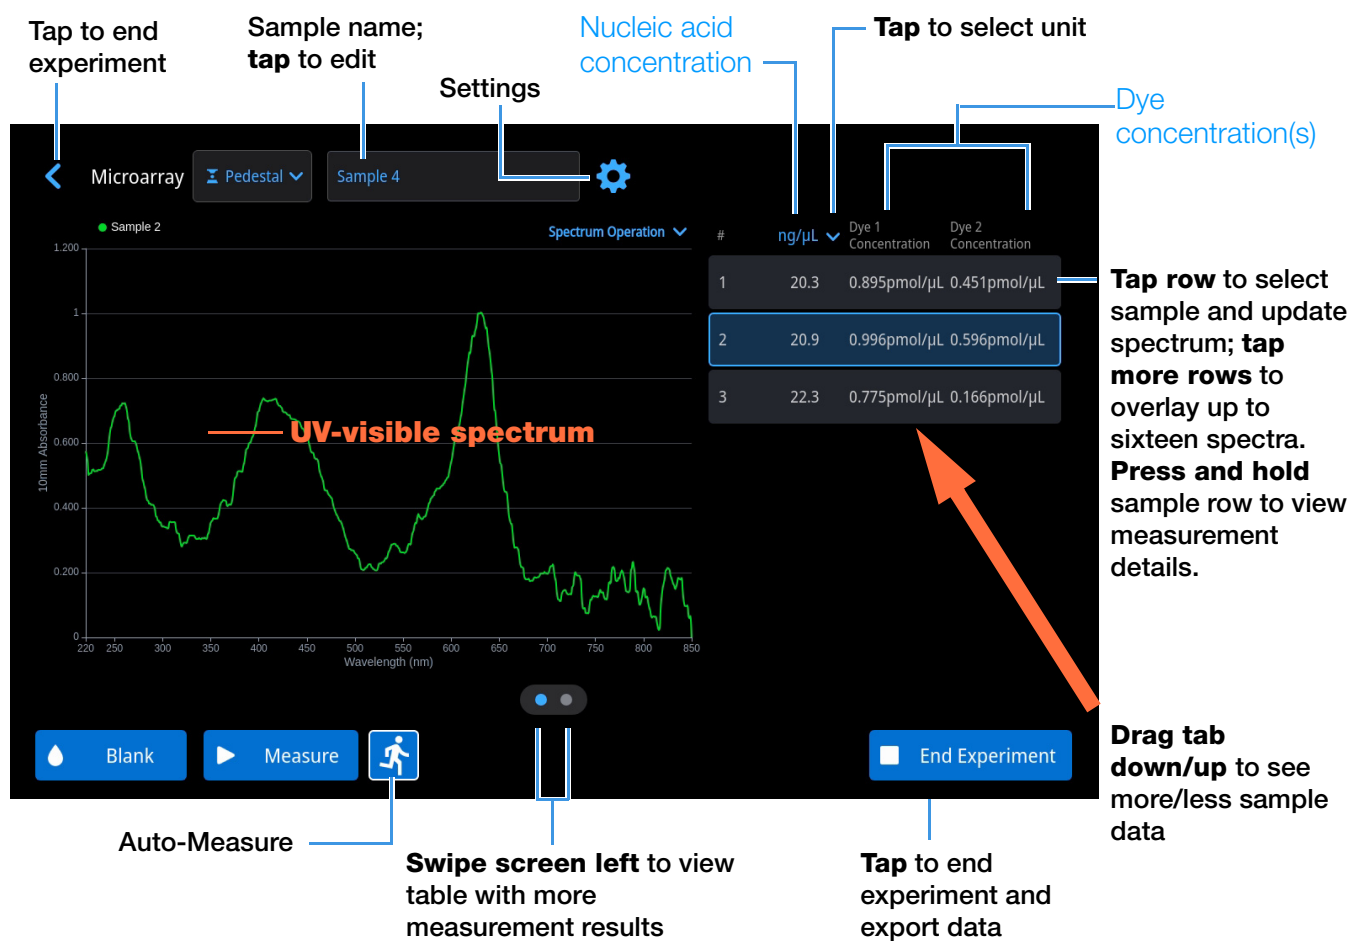 Tap to end
experiment
Sample name;
tap to edit
Settings
Nucleic acid
concentration
Tap to select unit
Dye
concentration(s)
Microarray
Pedestal
Sample 4
Sample 2
Spectrum Operation
# ng/µL Dye 1 Concentration Dye 2 Concentration
1 20.3 0.895pmol/µL 0.451pmol/µL
2 20.9 0.996pmol/µL 0.596pmol/µL
3 22.3 0.775pmol/µL 0.166pmol/µL
1.200
1
0.800
0.600
0.400
0.200
0
10mm Absorbance
UV-visible spectrum
220 250 300 350 400 450 500 550 600 650 700 750 800 850
Wavelength (nm)
Tap row to select
sample and update
spectrum; tap
more rows to
overlay up to
sixteen spectra.
Press and hold
sample row to view
measurement
details.
Blank
Measure
End Experiment
Drag tab
down/up to see
more/less sample
data
Auto-Measure
Swipe screen left to view
table with more
measurement results
Tap to end
experiment and
export data